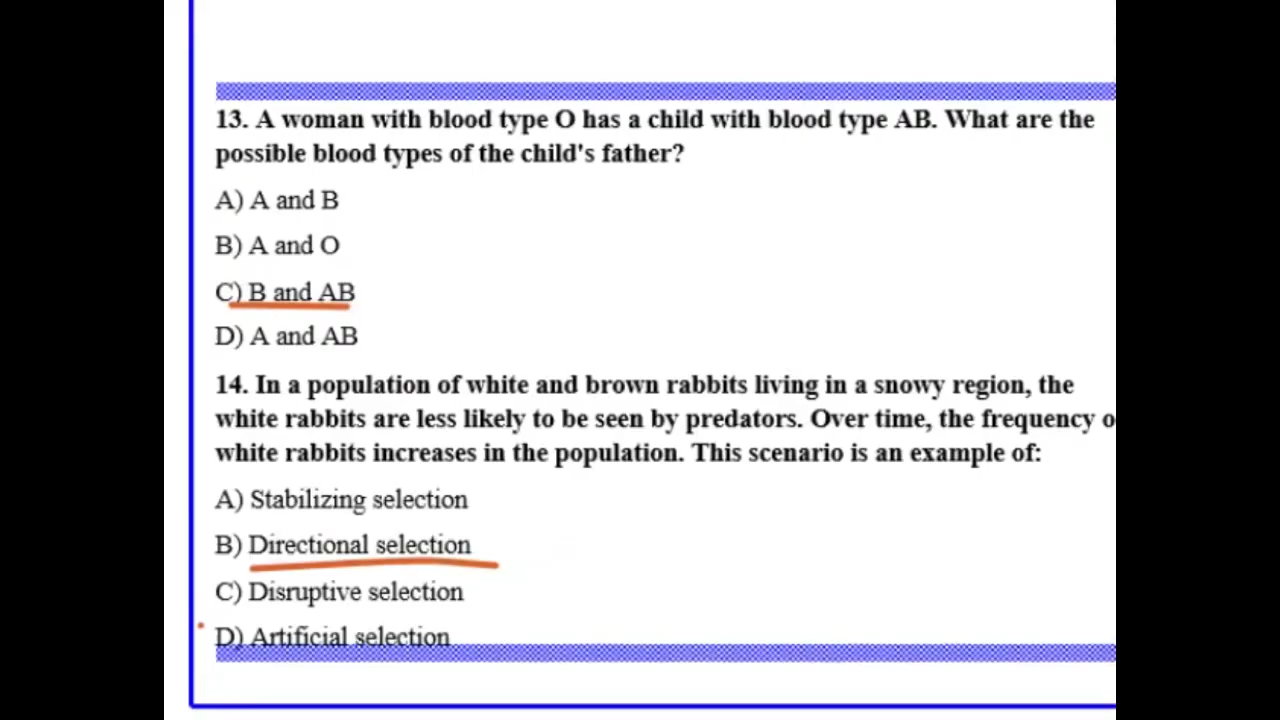 13. A woman with blood type O has a child with blood type AB. What are the
possible blood types of the child's father?
A) A and B
B) A and O
C) B and AB
D) A and AB
14. In a population of white and brown rabbits living in a snowy region, the
white rabbits are less likely to be seen by predators. Over time, the frequency o
white rabbits increases in the population. This scenario is an example of:
A) Stabilizing selection
B) Directional selection
C) Disruptive selection
D) Artificial selection